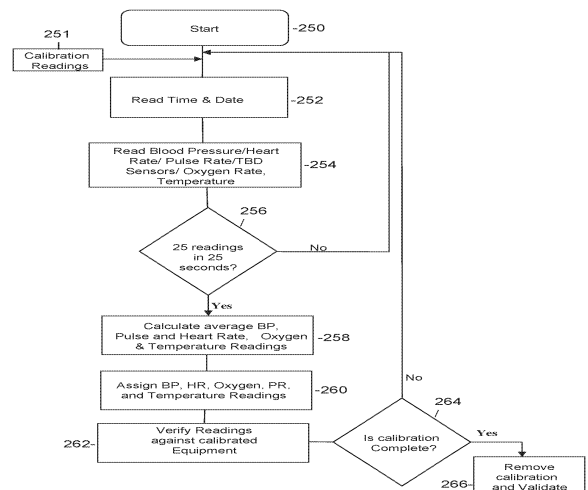 Start
-250
251
Calibration
Readings
Read Time & Date
-252
Read Blood Pressure/Heart
Rate/ Pulse Rate/TBD
Sensors/ Oxygen Rate,
Temperature
-254
256
25 readings
in 25
seconds?
No
Yes
Calculate average BP,
Pulse and Heart Rate, Oxygen
& Temperature Readings
-258
Assign BP, HR, Oxygen, PR,
and Temperature Readings
-260
No
264
262-
Verify Readings
against calibrated
Equipment
Is calibration
Complete?
Yes
266-
Remove
calibration
and Validate